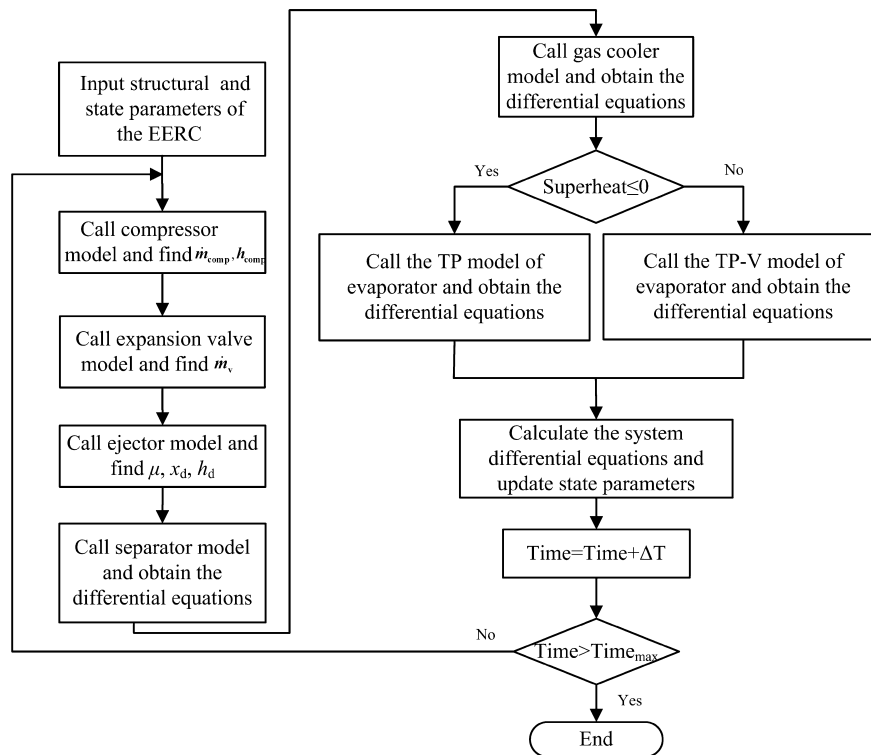 Input structural and
state parameters of
the EERC
Call compressor
model and find ṁcomp, hcomp
Call expansion valve
model and find ṁv
Call ejector model and
find μ, xd, hd
Call separator model
and obtain the
differential equations
Call gas cooler
model and obtain the
differential equations
Yes
Superheat≤0
No
Call the TP model of
evaporator and obtain the
differential equations
Call the TP-V model of
evaporator and obtain the
differential equations
Calculate the system
differential equations and
update state parameters
Time=Time+ΔT
No
Time>Timemax
Yes
End